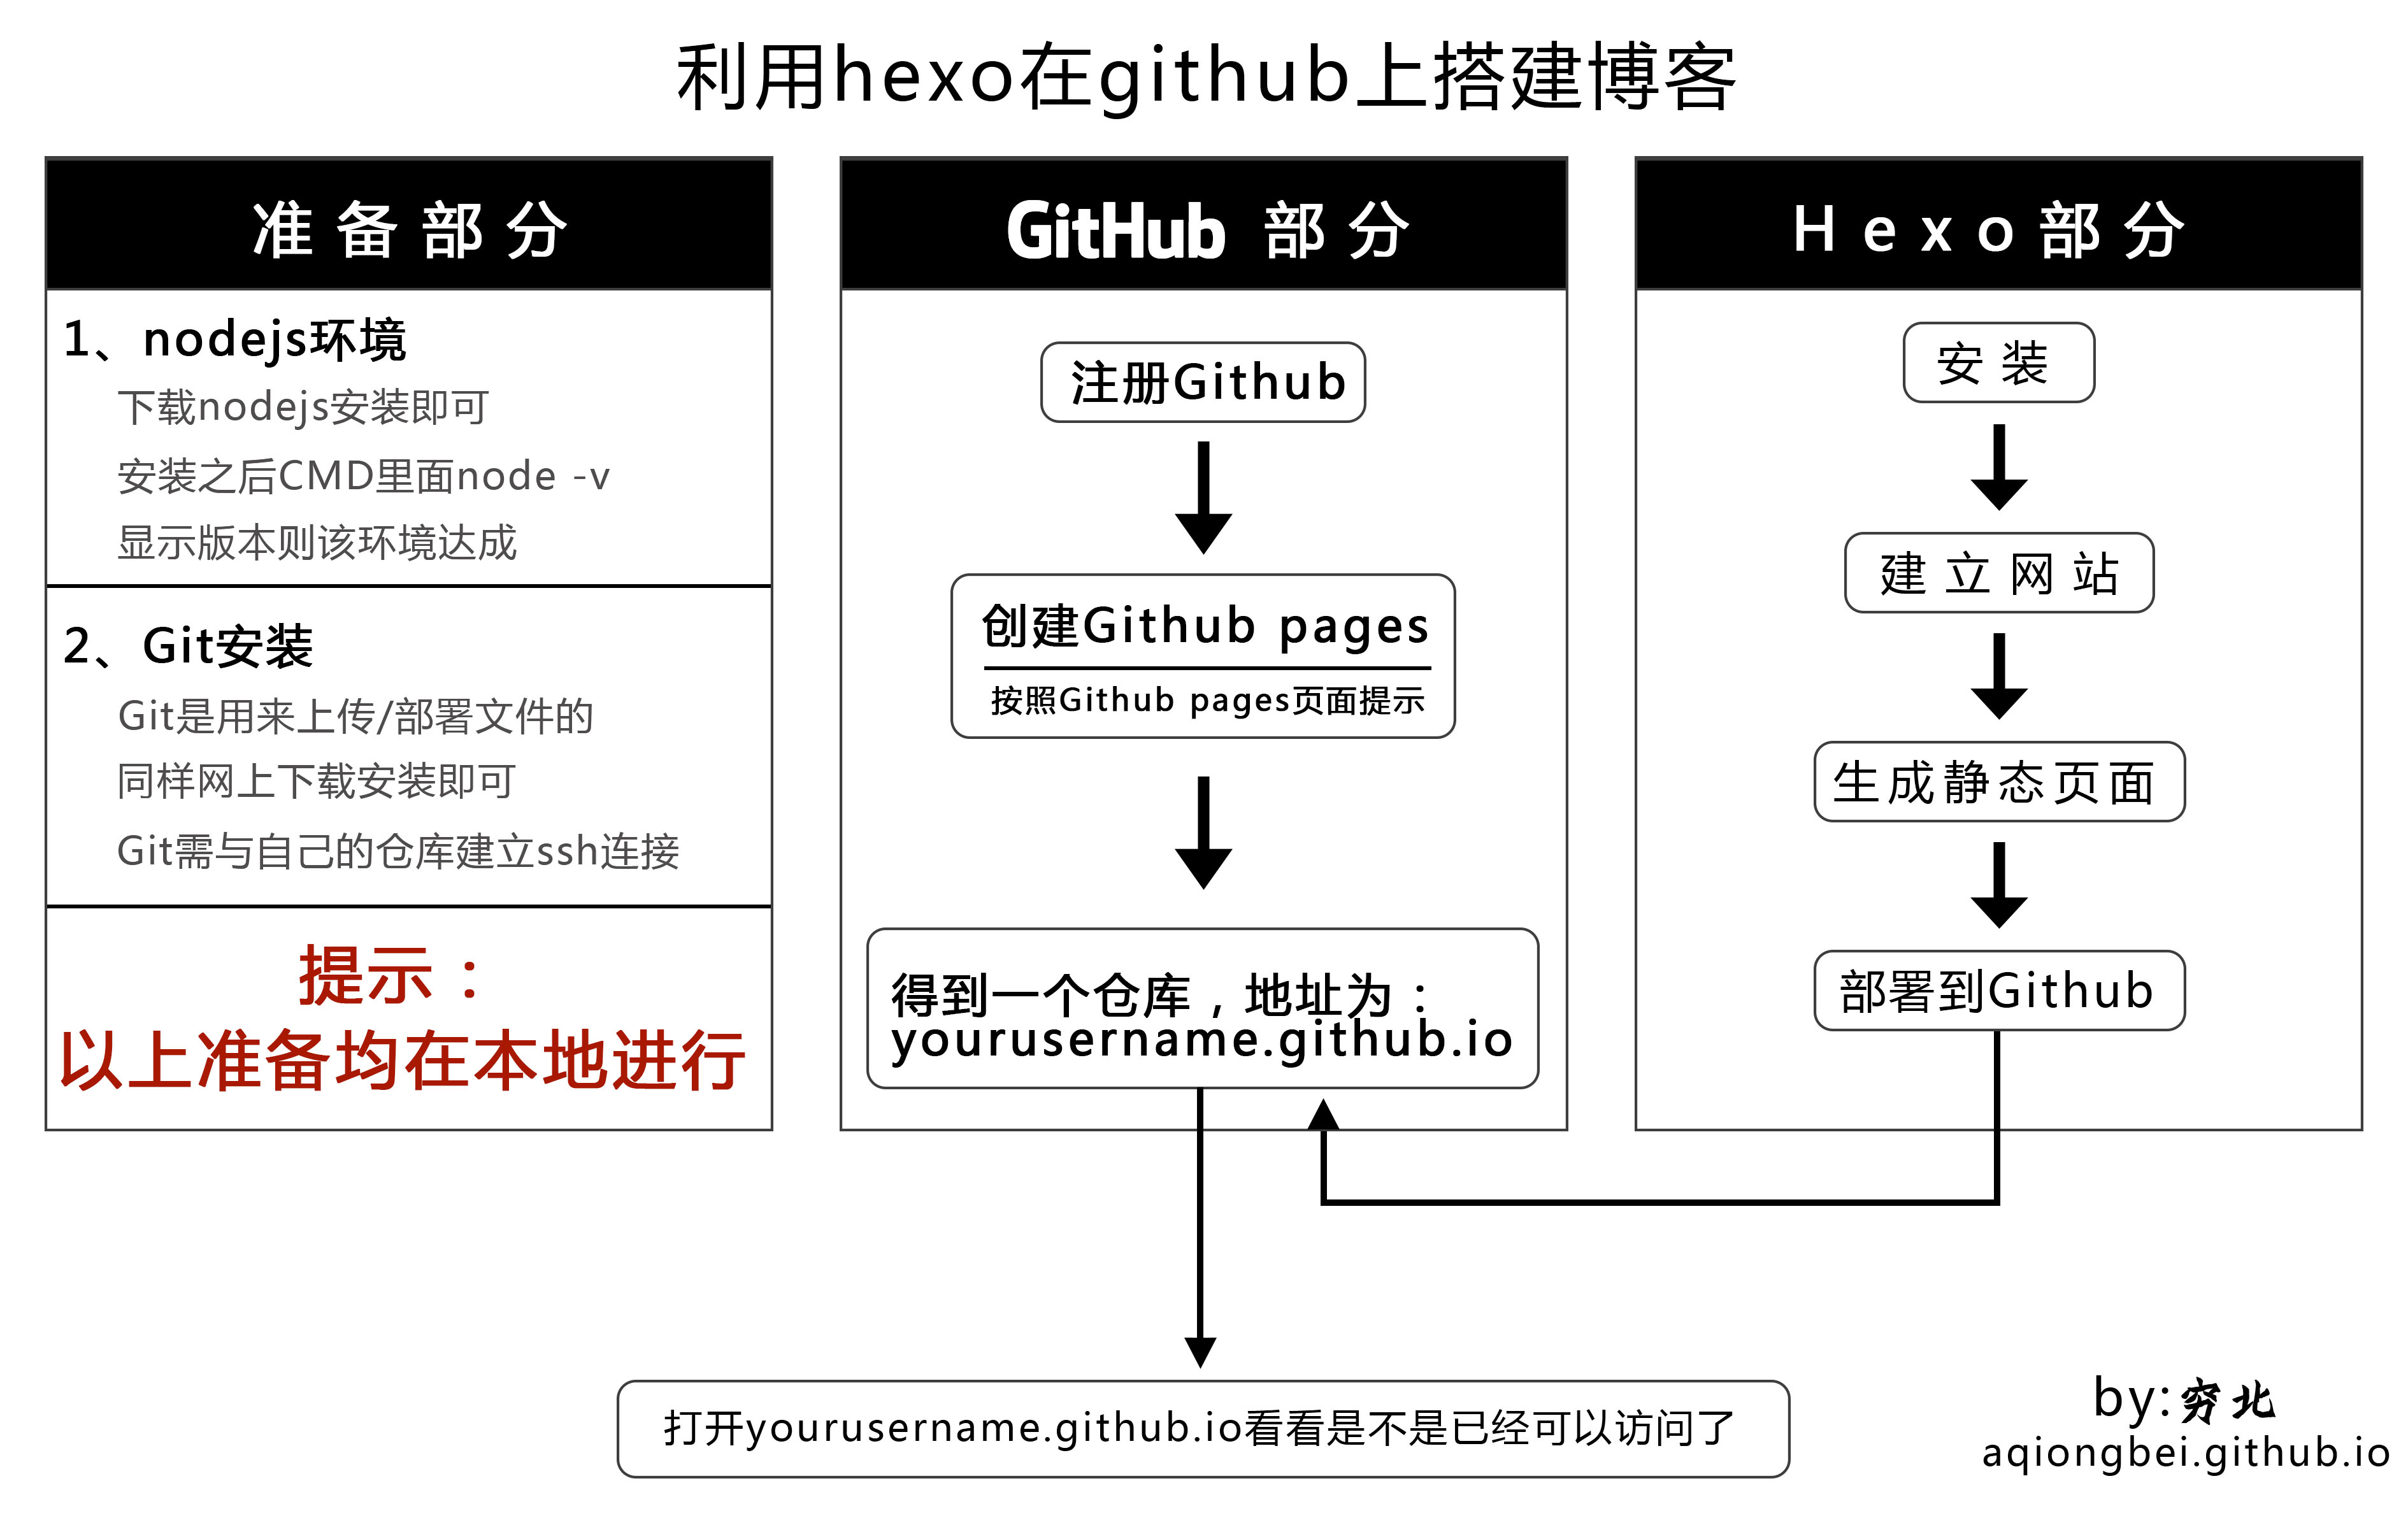 利用hexo在github上搭建博客
准备部分
1、nodejs环境
下载nodejs安装即可
安装之后CMD里面node -v
显示版本则该环境达成
2、Git安装
Git是用来上传/部署文件的
同样网上下载安装即可
Git需与自己的仓库建立ssh连接
提示：
以上准备均在本地进行
GitHub 部分
注册Github
创建Github pages
按照Github pages页面提示
得到一个仓库，地址为：
yourusername.github.io
Hexo部分
安装
建立网站
生成静态页面
部署到Github
打开yourusername.github.io看看是不是已经可以访问了
by:穷北
aqiongbei.github.io